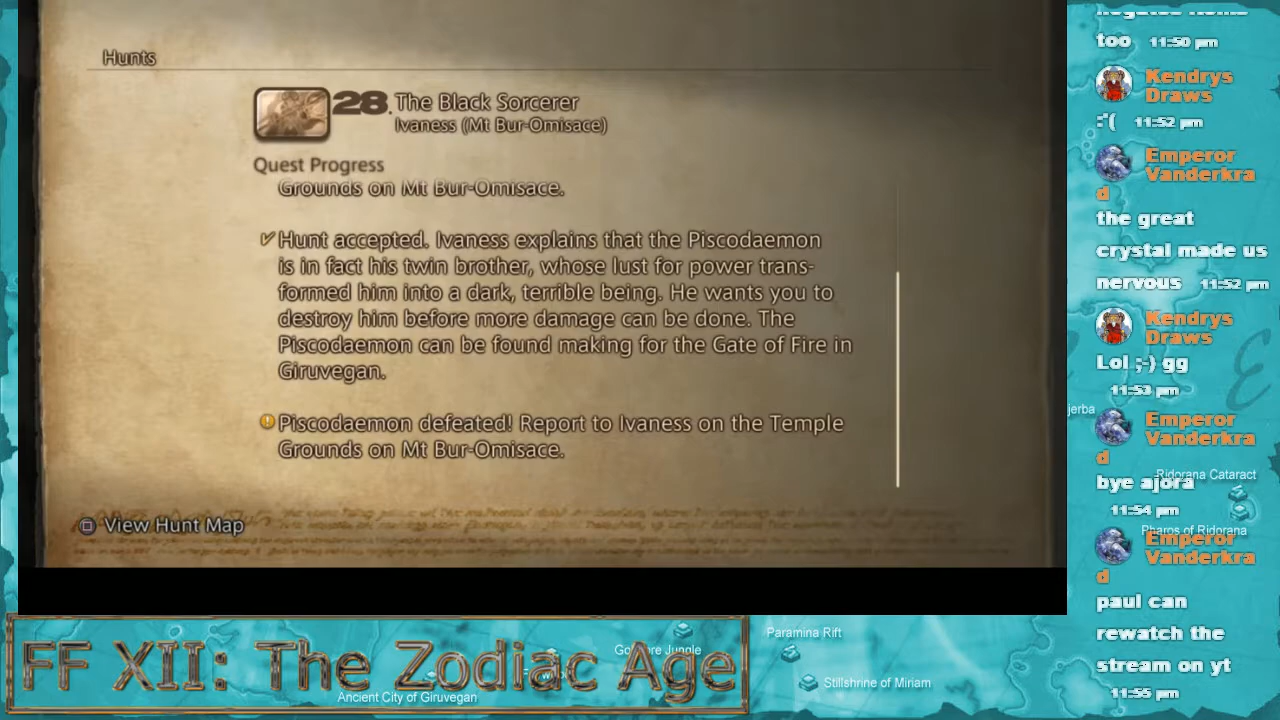 Hunts
28. The Black Sorcerer
Ivaness (Mt Bur-Omisace)
Quest Progress
Grounds on Mt Bur-Omisace.
Hunt accepted. Ivaness explains that the Piscodaemon
is in fact his twin brother, whose lust for power trans-
formed him into a dark, terrible being. He wants you to
destroy him before more damage can be done. The
Piscodaemon can be found making for the Gate of Fire in
Giruvegan.
Piscodaemon defeated! Report to Ivaness on the Temple
Grounds on Mt Bur-Omisace.
View Hunt Map
too 11:50 pm
Kendrys
Draws
:'( 11:52 pm
Emperor
Vanderkra
d
the great
crystal made us
nervous 11:52 pm
Kendrys
Draws
Lol ;-) gg
11:53 pm
jerba
Emperor
Vanderkra
d
Ridorana Cataract
bye ajora
11:54 pm
Pharos of Ridorana
Emperor
Vanderkra
d
paul can
rewatch the
stream on yt
11:55 pm
FF XII: The Zodiac Age
Jungle
Ancient City of Giruvegan
Paramina Rift
Stillshrine of Miriam